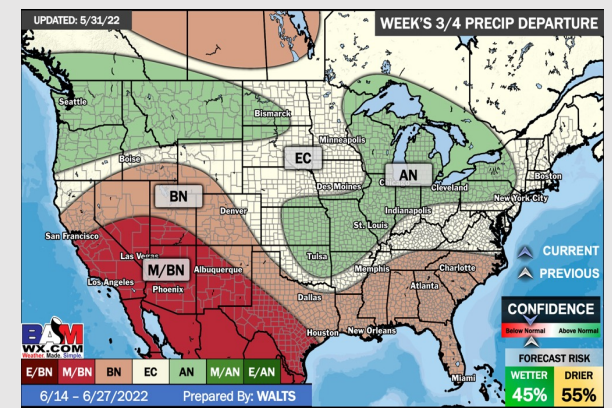 UPDATED: 5/31/22
WEEK'S 3/4 PRECIP DEPARTURE
Seattle
Bismarck
Minneapolis
Boise
EC
AN
Boston
BN
Des Moines
C
Cleveland
New York City
Denver
Indianapolis
San Francisco
St. Louis
Las Vegas
Tulsa
CURRENT
M/BN
Albuquerque
Memphis
Charlotte
PREVIOUS
Los Angeles
Phoenix
Dallas
Atlanta
Houston
New Orleans
CONFIDENCE
Below Normal
Above Normal
BAM
WX.COM
Weather. Made. Simple.
FORECAST RISK
E/BN M/BN BN EC AN M/AN E/AN
Miami
WETTER DRIER
45% 55%
6/14 – 6/27/2022 Prepared By: WALTS